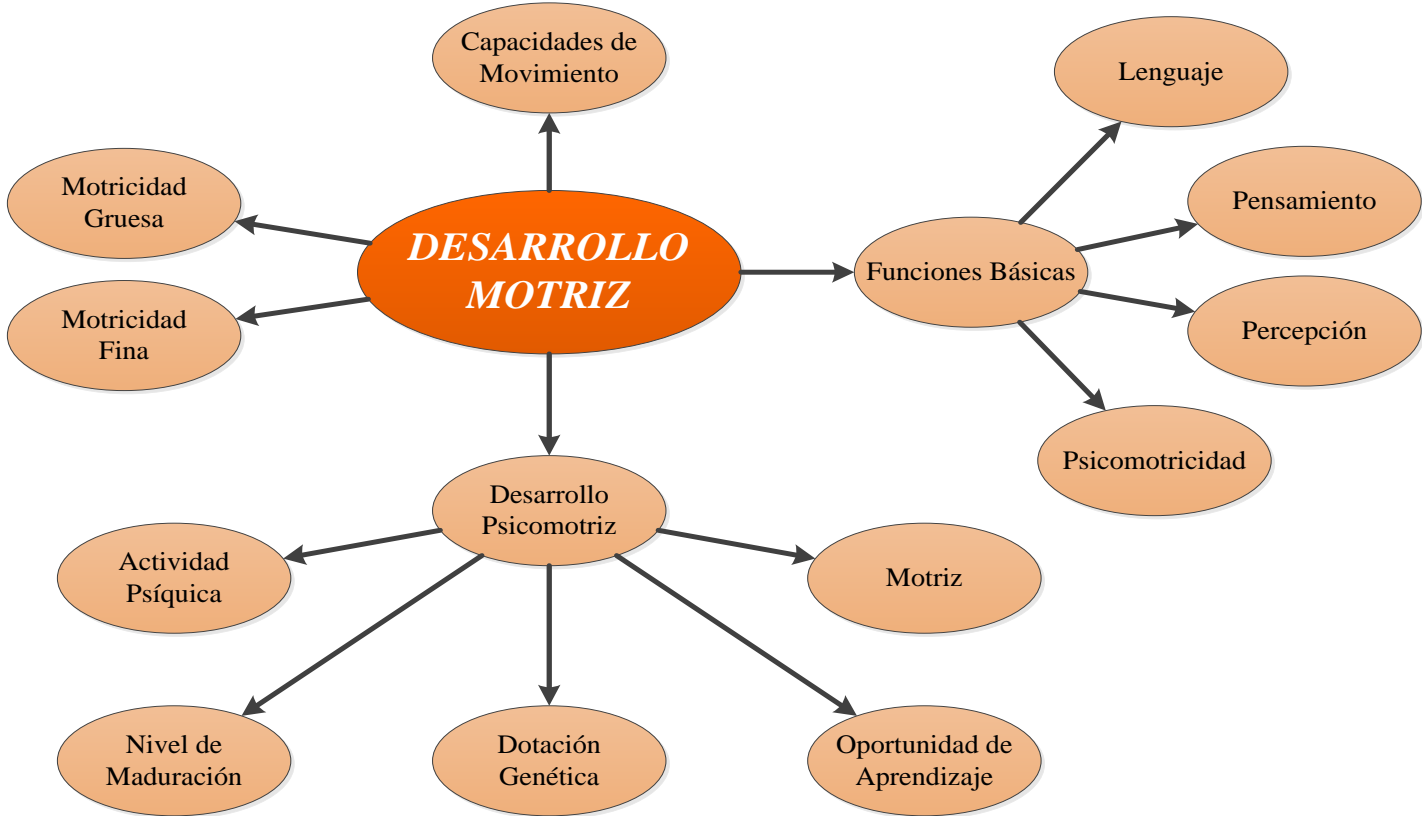 Capacidades de
Movimiento
Lenguaje
Motricidad
Gruesa
Pensamiento
DESARROLLO
MOTRIZ
Funciones Básicas
Motricidad
Fina
Percepción
Psicomotricidad
Desarrollo
Psicomotriz
Actividad
Psíquica
Motriz
Nivel de
Maduración
Dotación
Genética
Oportunidad de
Aprendizaje